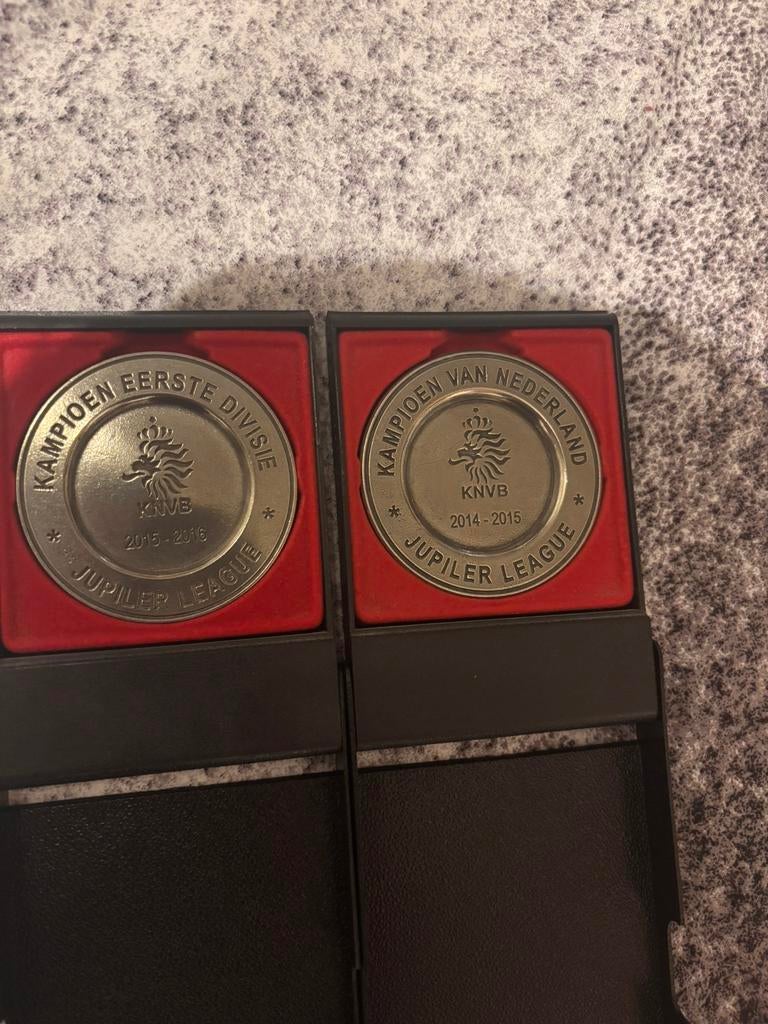 KAMPIOEN EERSTE DIVISIE
KNVB
2015 - 2016
* JUPILER LEAGUE *
KAMPIOEN VAN NEDERLAND
KNVB
2014 - 2015
* JUPILER LEAGUE *